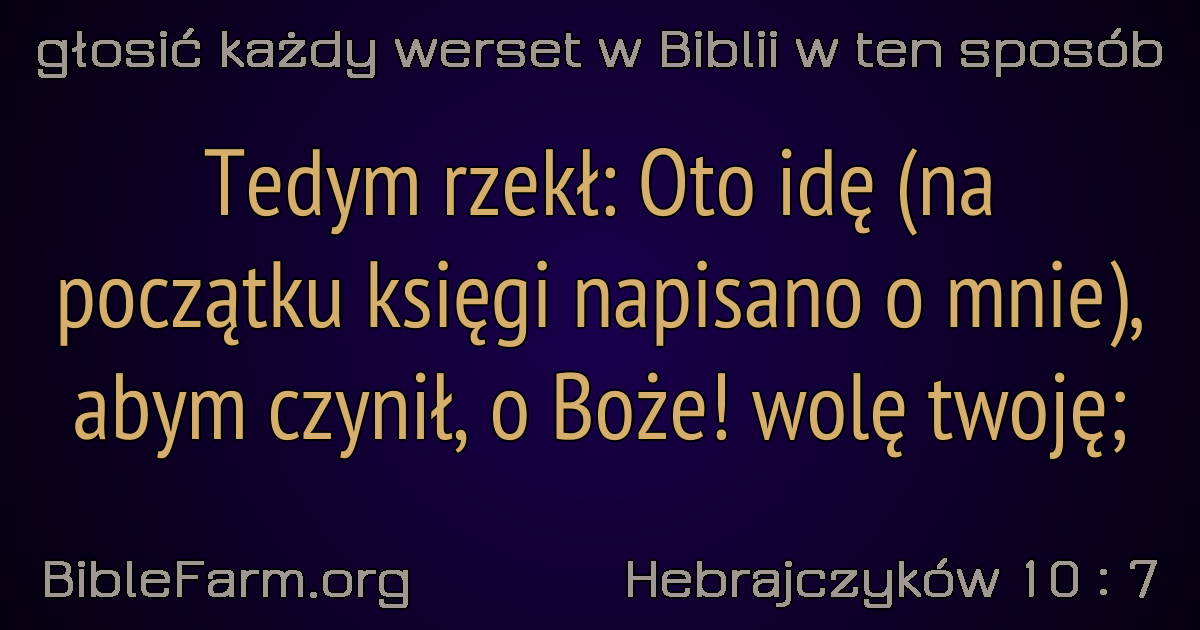 głosić każdy werset w Biblii w ten sposób
Tedym rzekł: Oto idę (na
początku księgi napisano o mnie),
abym czynił, o Boże! wolę twoję;
BibleFarm.org
Hebrajczyków 10 : 7